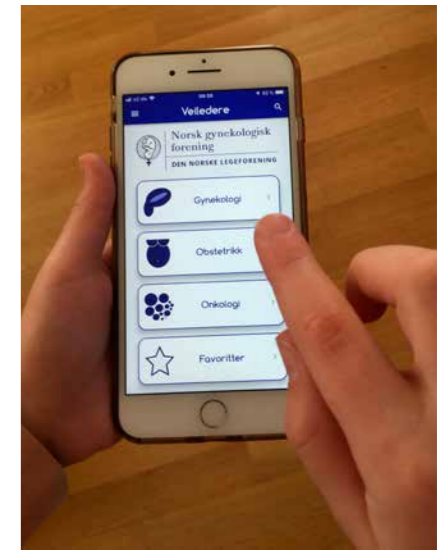 Veiledere
Norsk gynekologisk
forening
DEN NORSKE LEGEFORENING
Gynekologi
Obstetrikk
Onkologi
Favoritter